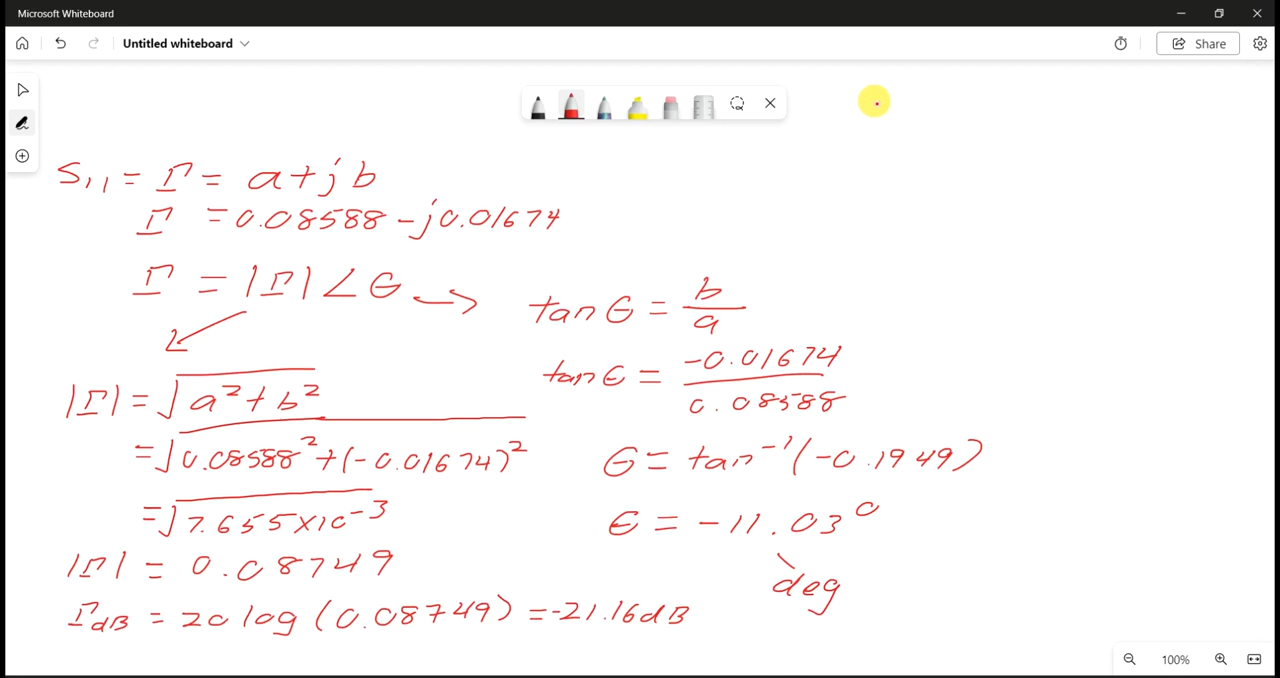 Microsoft Whiteboard
Untitled whiteboard
Share
S11 = Γ = a + jb
Γ = 0.08588 - j0.01674
Γ = |Γ| ∠ θ
|Γ| = √a² + b²
= √0.08588² + (-0.01674)²
= √7.655×10⁻³
|Γ| = 0.08749
ΓdB = 20 log (0.08749) = -21.16dB
tan θ = b/a
tan θ = -0.01674/0.08588
θ = tan⁻¹(-0.1949)
θ = -11.03°
deg
100%